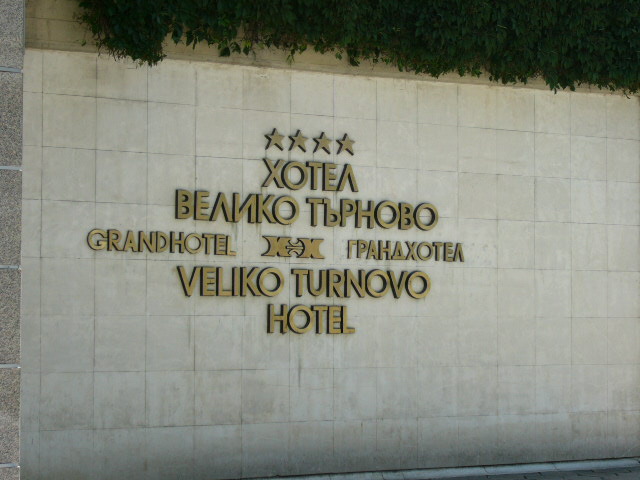 ХОТЕЛ
ВЕЛИКО ТЪРНОВО
GRANDHOTEL ГРАНДХОТЕЛ
VELIKO TURNOVO
HOTEL